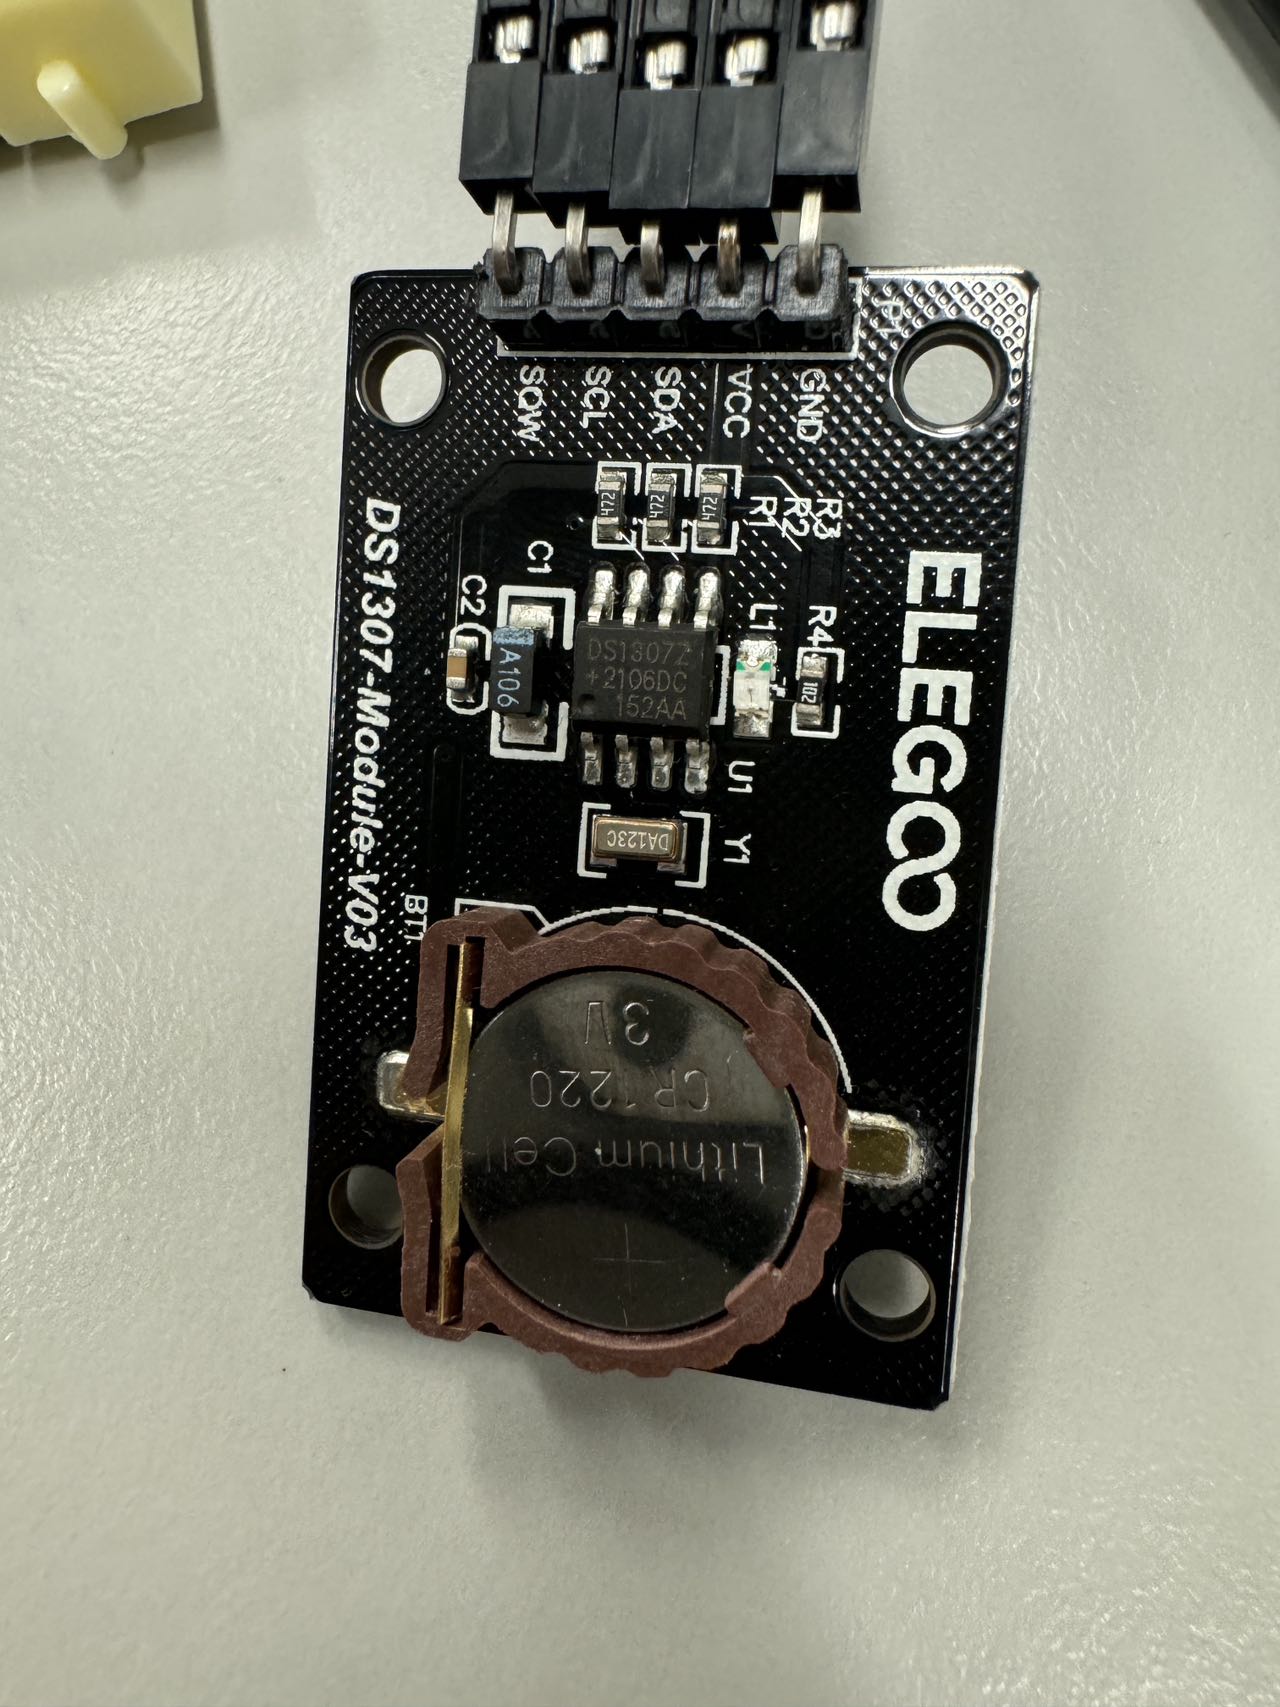 P1
SQW
SCL
SDA
VCC
GND
472
472
472
R1
R2
R3
ELEGOO
DS1307-Module-V03
C1
C2
A106
DS1307Z
+2106DC
152AA
L1
R4
102
U1
DA123C
Y1
BT1
3V
CR1220
Lithium Cell
+